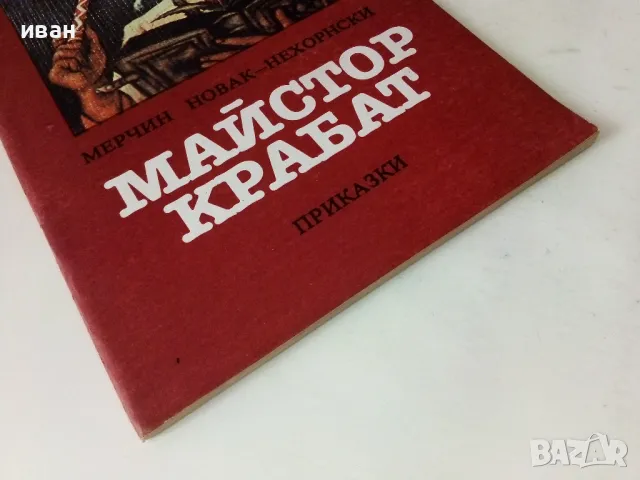 иван
МЕРЧИН НОВАК-НЕХОРНСКИ
МАЙСТОР
КРАБАТ
ПРИКАЗКИ
BAZAR